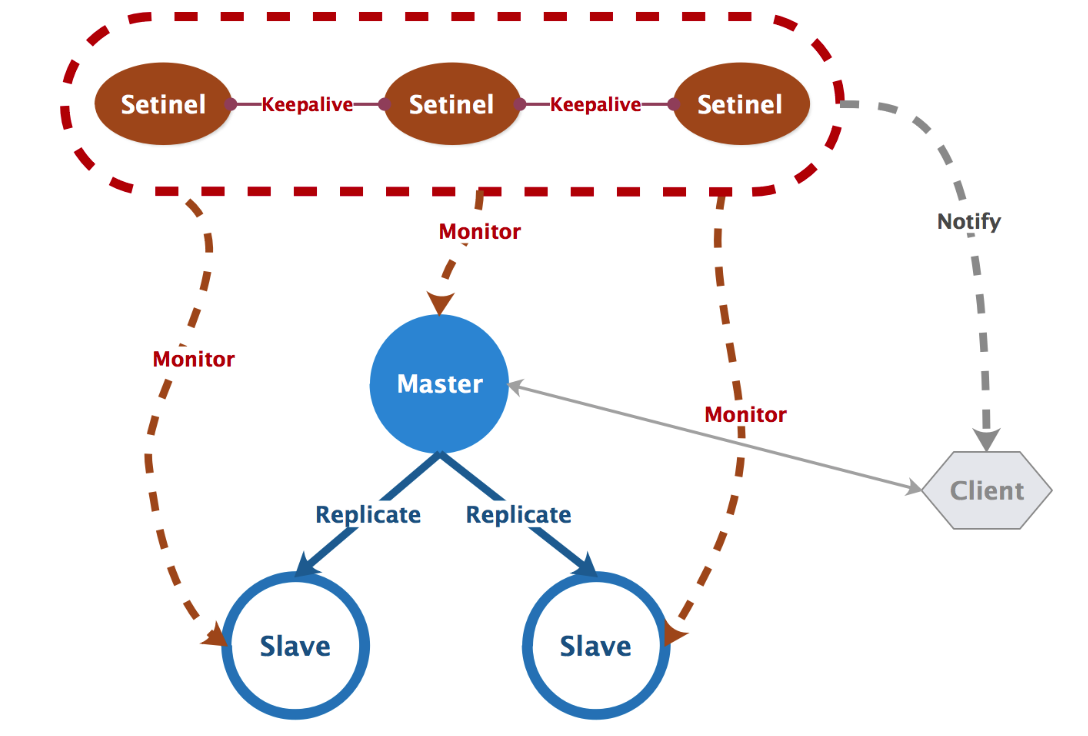 Setinel
Keepalive
Setinel
Keepalive
Setinel
Notify
Monitor
Monitor
Master
Monitor
Client
Replicate
Replicate
Slave
Slave